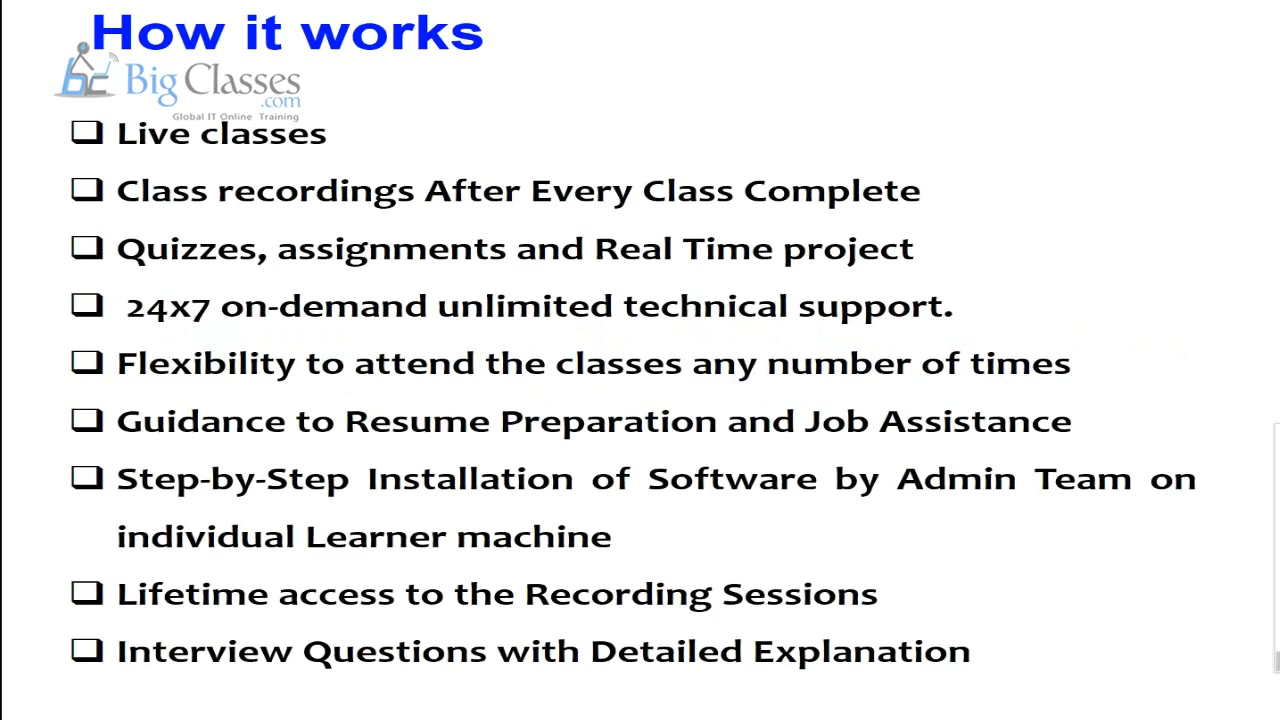 How it works
Big Classes
.com
Global IT Online Training
Live classes
Class recordings After Every Class Complete
Quizzes, assignments and Real Time project
24x7 on-demand unlimited technical support.
Flexibility to attend the classes any number of times
Guidance to Resume Preparation and Job Assistance
Step-by-Step Installation of Software by Admin Team on
individual Learner machine
Lifetime access to the Recording Sessions
Interview Questions with Detailed Explanation